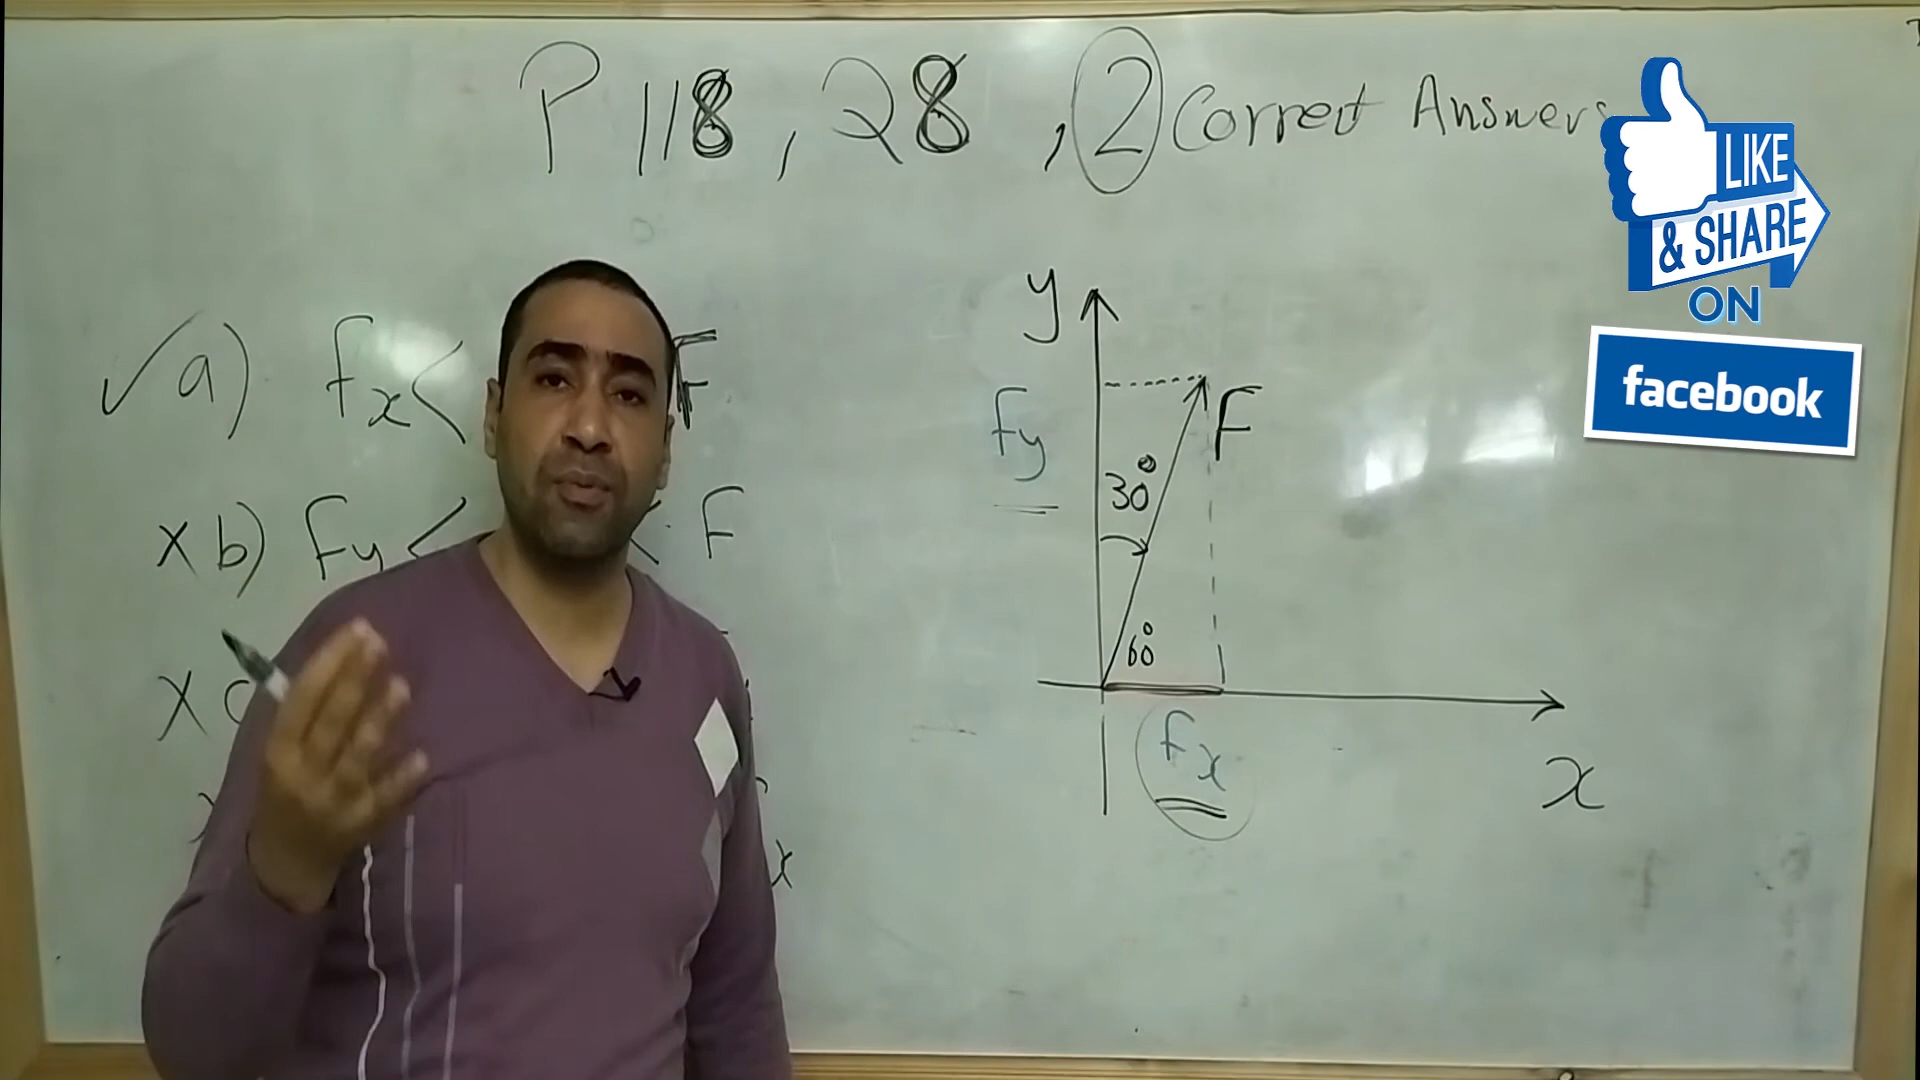 P 118 , 28 , 2 Correct Answers
LIKE
& SHARE
ON
facebook
y
✓ a) Fx < F
Fy
F
30°
x b) Fy < < F
60°
x c
Fx
x
x